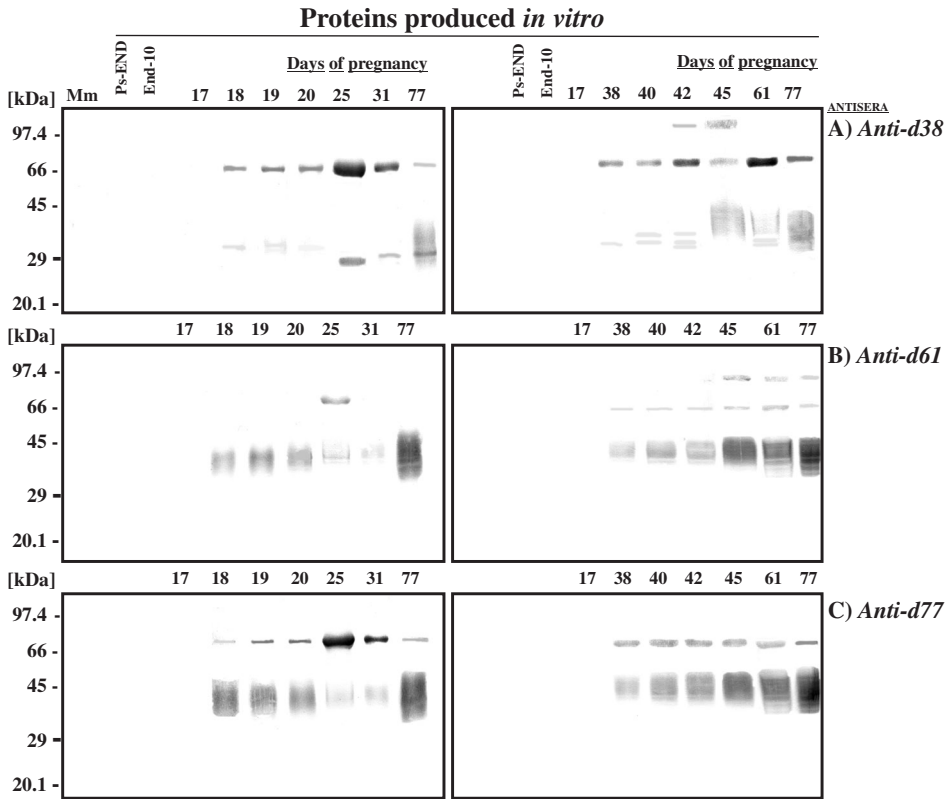 Proteins produced in vitro
Ps-END
End-10
Days of pregnancy
Ps-END
End-10
Days of pregnancy
[kDa] Mm 17 18 19 20 25 31 77 17 38 40 42 45 61 77
ANTISERA
A) Anti-d38
97.4 -
66 -
45 -
29 -
20.1 -
[kDa] 17 18 19 20 25 31 77 17 38 40 42 45 61 77
B) Anti-d61
97.4 -
66 -
45 -
29 -
20.1 -
[kDa] 17 18 19 20 25 31 77 17 38 40 42 45 61 77
C) Anti-d77
97.4 -
66 -
45 -
29 -
20.1 -